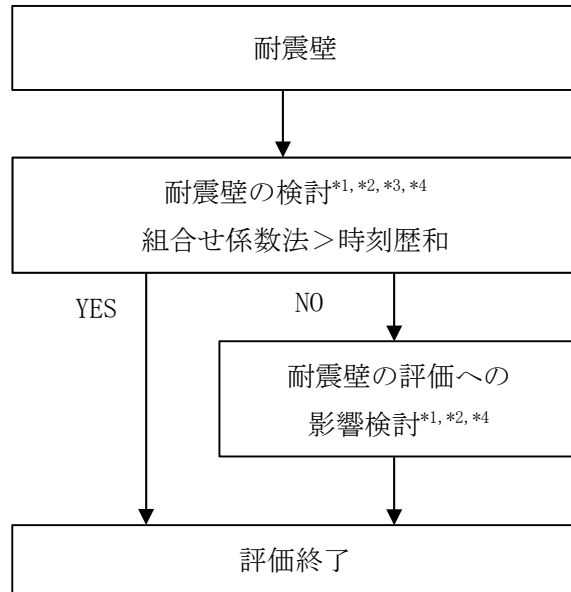 耐震壁
耐震壁の検討*1,*2,*3,*4
組合せ係数法＞時刻歴和
YES
NO
耐震壁の評価への
影響検討*1,*2,*4
評価終了